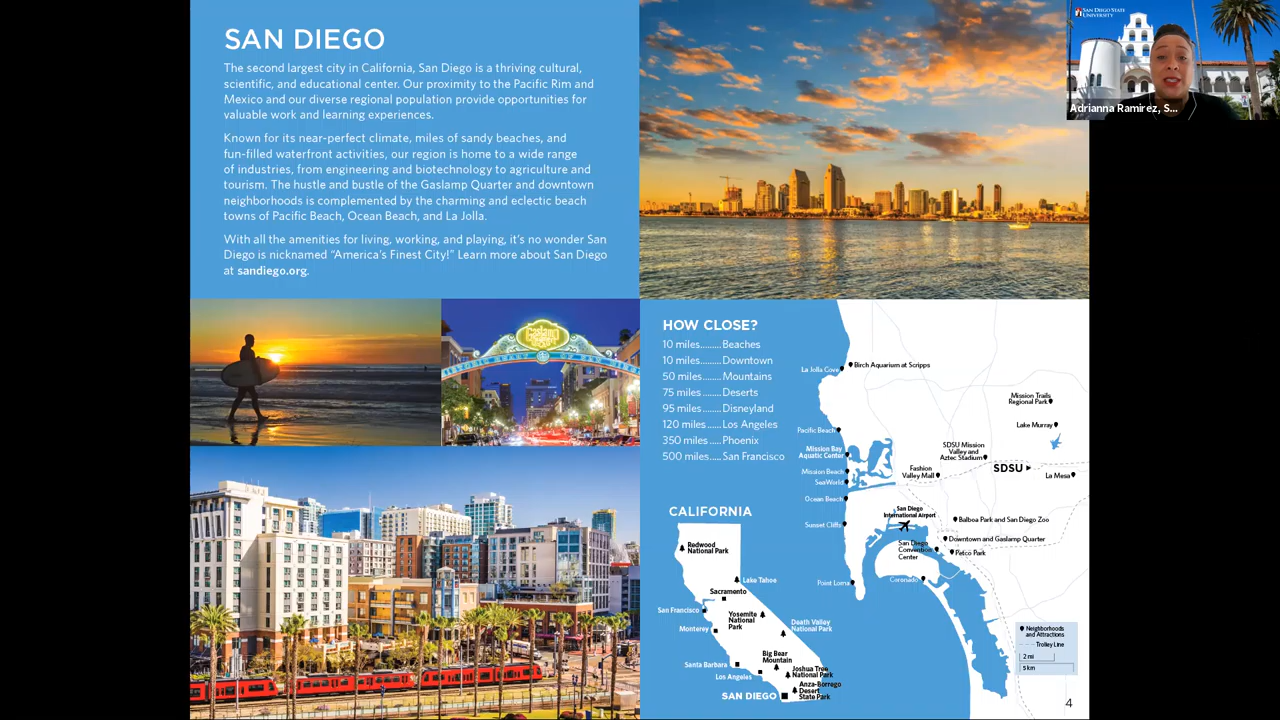 SAN DIEGO
The second largest city in California, San Diego is a thriving cultural,
scientific, and educational center. Our proximity to the Pacific Rim and
Mexico and our diverse regional population provide opportunities for
valuable work and learning experiences.
Known for its near-perfect climate, miles of sandy beaches, and
fun-filled waterfront activities, our region is home to a wide range
of industries, from engineering and biotechnology to agriculture and
tourism. The hustle and bustle of the Gaslamp Quarter and downtown
neighborhoods is complemented by the charming and eclectic beach
towns of Pacific Beach, Ocean Beach, and La Jolla.
With all the amenities for living, working, and playing, it's no wonder San
Diego is nicknamed “America's Finest City!” Learn more about San Diego
at sandiego.org.
SAN DIEGO STATE
UNIVERSITY
Adrianna Ramirez, S...
Gaslamp
Quarter
HOW CLOSE?
10 miles........Beaches
10 miles........Downtown
50 miles.......Mountains
75 miles.......Deserts
95 miles.......Disneyland
120 miles......Los Angeles
350 miles.....Phoenix
500 miles.....San Francisco
La Jolla Cove
Birch Aquarium at Scripps
Mission Trails
Regional Park
Lake Murray
Pacific Beach
Mission Bay
Aquatic Center
SDSU Mission
Valley and
Aztec Stadium
SDSU
La Mesa
Fashion
Valley Mall
Mission Beach
SeaWorld
Ocean Beach
San Diego
International Airport
Sunset Cliffs
Balboa Park and San Diego Zoo
Downtown and Gaslamp Quarter
San Diego
Convention
Center
Petco Park
Point Loma
Coronado
Neighborhoods
and Attractions
Trolley Line
2 mi
5 km
CALIFORNIA
Redwood
National Park
Lake Tahoe
Sacramento
San Francisco
Yosemite
National
Park
Death Valley
National Park
Monterey
Big Bear
Mountain
Santa Barbara
Joshua Tree
National Park
Los Angeles
Anza-Borrego
Desert
State Park
SAN DIEGO
4